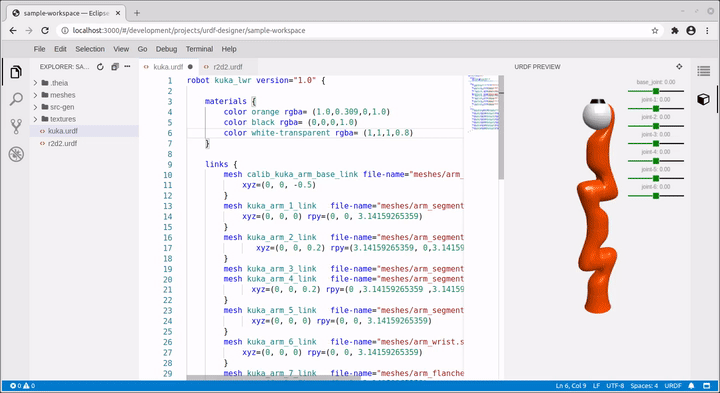 sample-workspace — Eclipse
localhost:3000/#/development/projects/urdf-designer/sample-workspace
File Edit Selection View Go Debug Terminal Help
EXPLORER: SA...
.theia
meshes
src-gen
textures
kuka.urdf
r2d2.urdf
kuka.urdf
r2d2.urdf
1 robot kuka_lwr version="1.0" {
2
3 materials {
4 color orange rgba= (1.0,0.309,0,1.0)
5 color black rgba= (0,0,0,1.0)
6 color white-transparent rgba= (1,1,1,0.8)
7 }
8
9 links {
10 mesh calib_kuka_arm_base_link file-name="meshes/arm_
11 xyz=(0, 0, -0.5)
12 }
13 mesh kuka_arm_1_link file-name="meshes/arm_segment
14 xyz=(0, 0, 0) rpy=(0, 0, 3.14159265359)
15 }
16 mesh kuka_arm_2_link file-name="meshes/arm_segment
17 xyz=(0, 0, 0.2) rpy=(3.14159265359, 0,3.14159
18 }
19 mesh kuka_arm_3_link file-name="meshes/arm_segment
20 mesh kuka_arm_4_link file-name="meshes/arm_segment
21 xyz=(0, 0, 0.2) rpy=(0 ,3.14159265359 ,3.1415
22 }
23 mesh kuka_arm_5_link file-name="meshes/arm_segment
24 xyz=(0, 0, 0) rpy=(0, 0, 3.14159265359)
25 }
26 mesh kuka_arm_6_link file-name="meshes/arm_wrist.s
27 xyz=(0, 0, 0) rpy=(0, 0, 3.14159265359)
28 }
29 mesh kuka_arm_7_link file-name="meshes/arm_flanche
URDF PREVIEW
base_joint: 0.00
joint-1: 0.00
joint-2: 0.00
joint-3: 0.00
joint-4: 0.00
joint-5: 0.00
joint-6: 0.00
0 0
Ln 6, Col 9 LF UTF-8 Spaces: 4 URDF